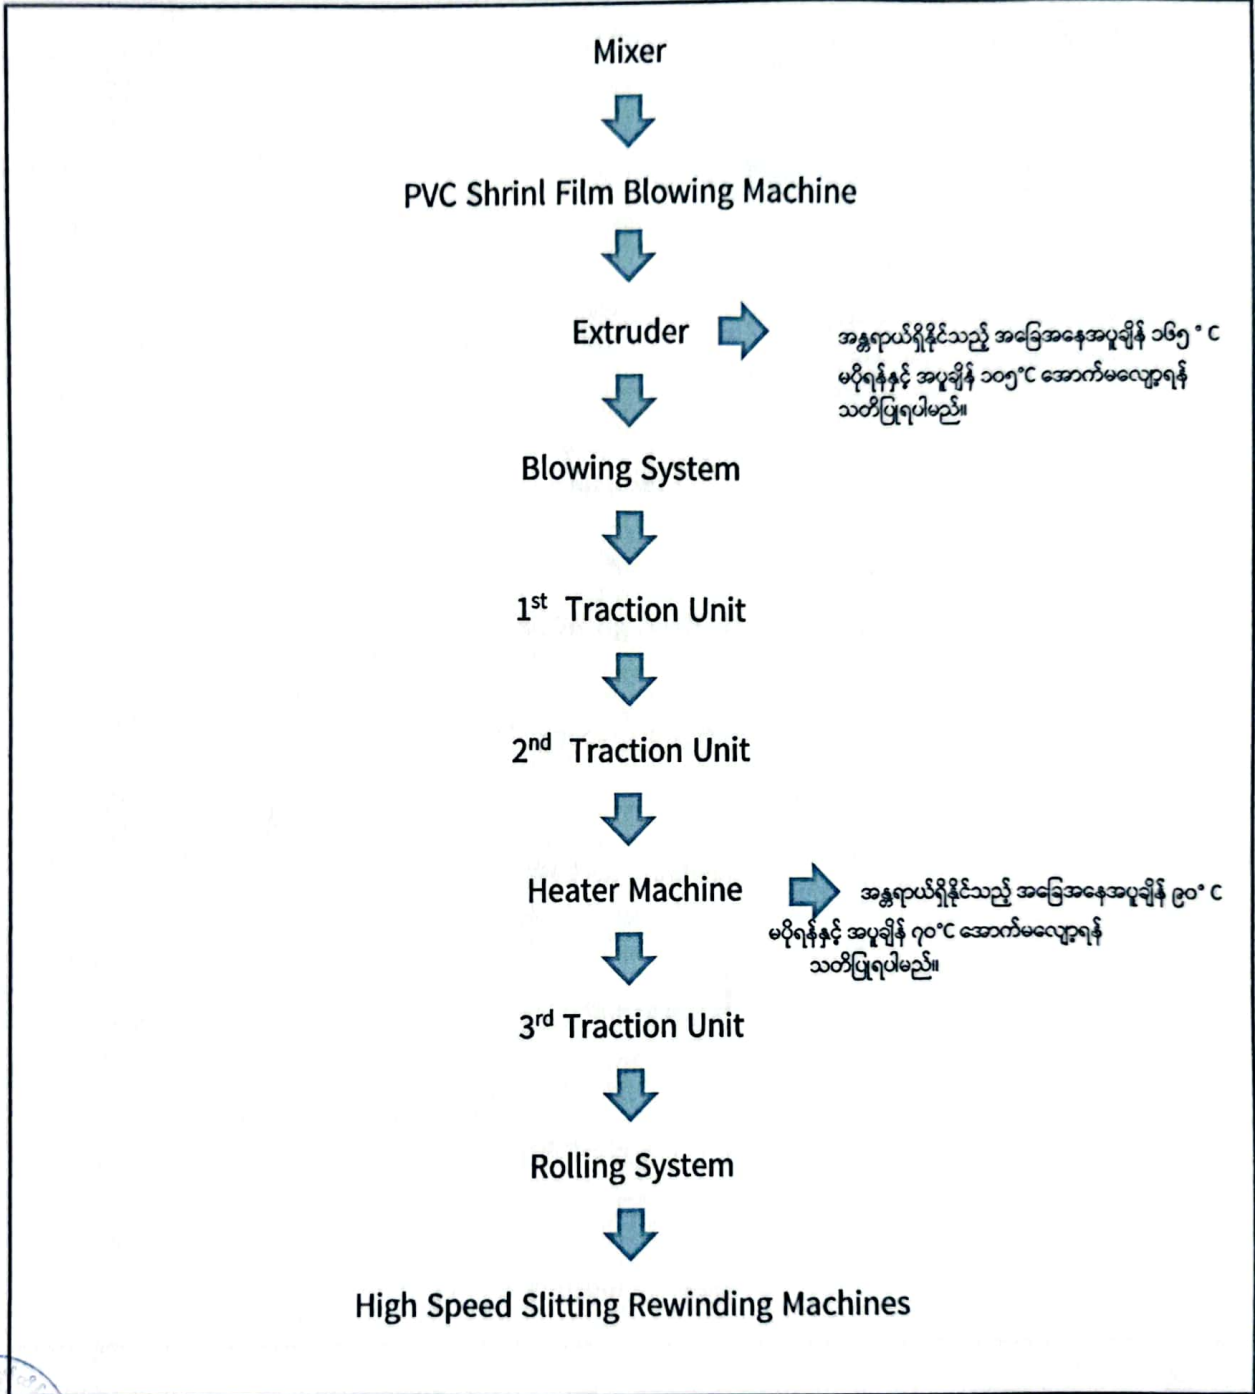 Mixer
PVC Shrinl Film Blowing Machine
Extruder
အန္တရာယ်ရှိနိုင်သည့် အခြေအနေအပူချိန် ၁၆၅ ° C
မပိုရန်နှင့် အပူချိန် ၁၀၅°C အောက်မလျော့ရန်
သတိပြုရပါမည်။
Blowing System
1st Traction Unit
2nd Traction Unit
Heater Machine
အန္တရာယ်ရှိနိုင်သည့် အခြေအနေအပူချိန် ၉၀° C
မပိုရန်နှင့် အပူချိန် ၇၀°C အောက်မလျော့ရန်
သတိပြုရပါမည်။
3rd Traction Unit
Rolling System
High Speed Slitting Rewinding Machines